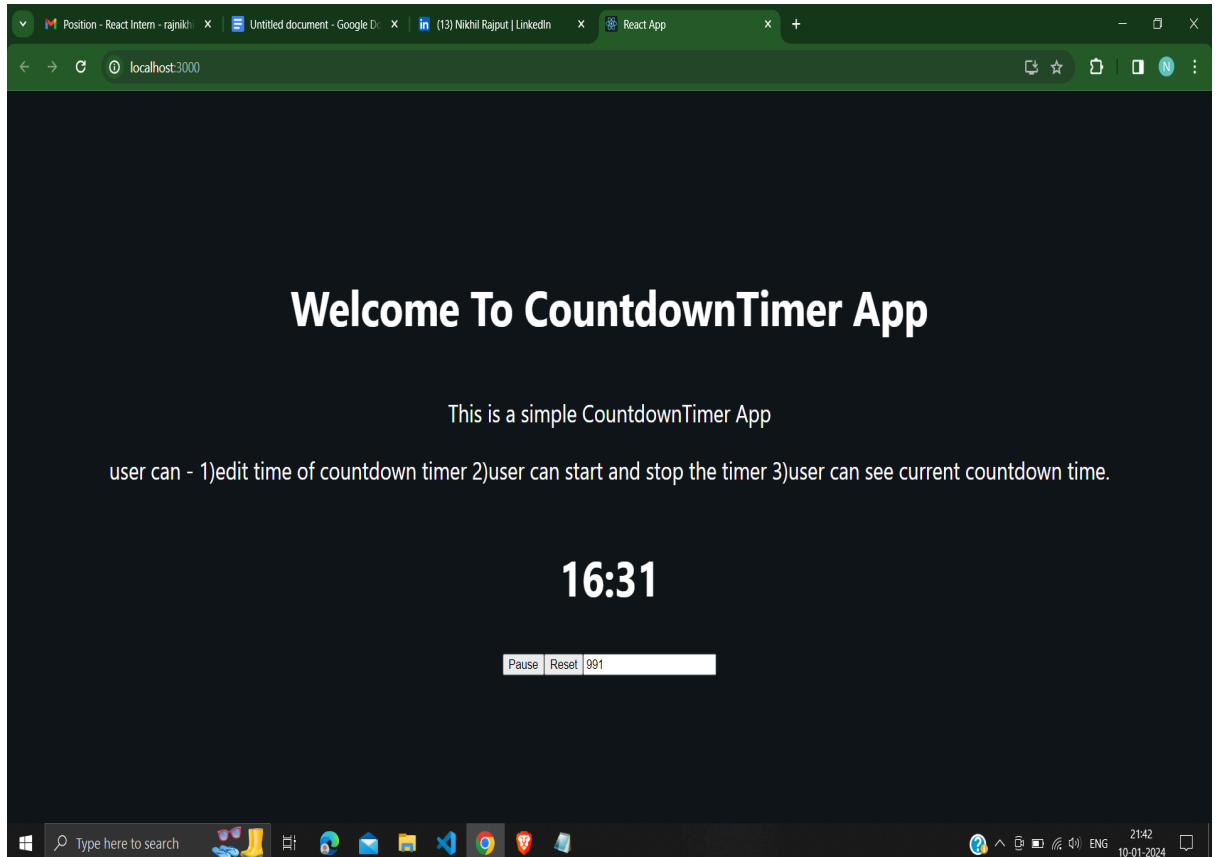 Position - React Intern - rajnikh
Untitled document - Google Do
(13) Nikhil Rajput | LinkedIn
React App
localhost:3000
N
Welcome To CountdownTimer App
This is a simple CountdownTimer App
user can - 1)edit time of countdown timer 2)user can start and stop the timer 3)user can see current countdown time.
16:31
Pause Reset 991
Type here to search
ENG
21:42
10-01-2024